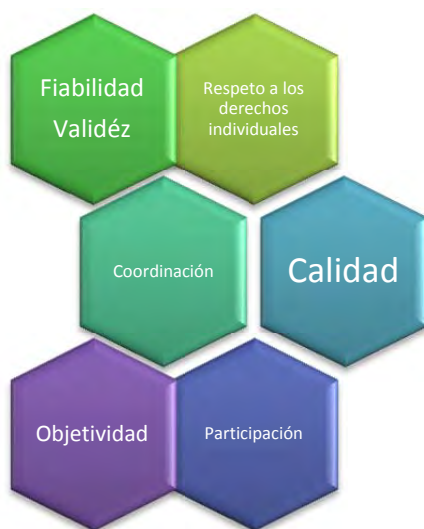 Fiabilidad
Validéz
Respeto a los
derechos
individuales
Coordinación
Calidad
Objetividad
Participación